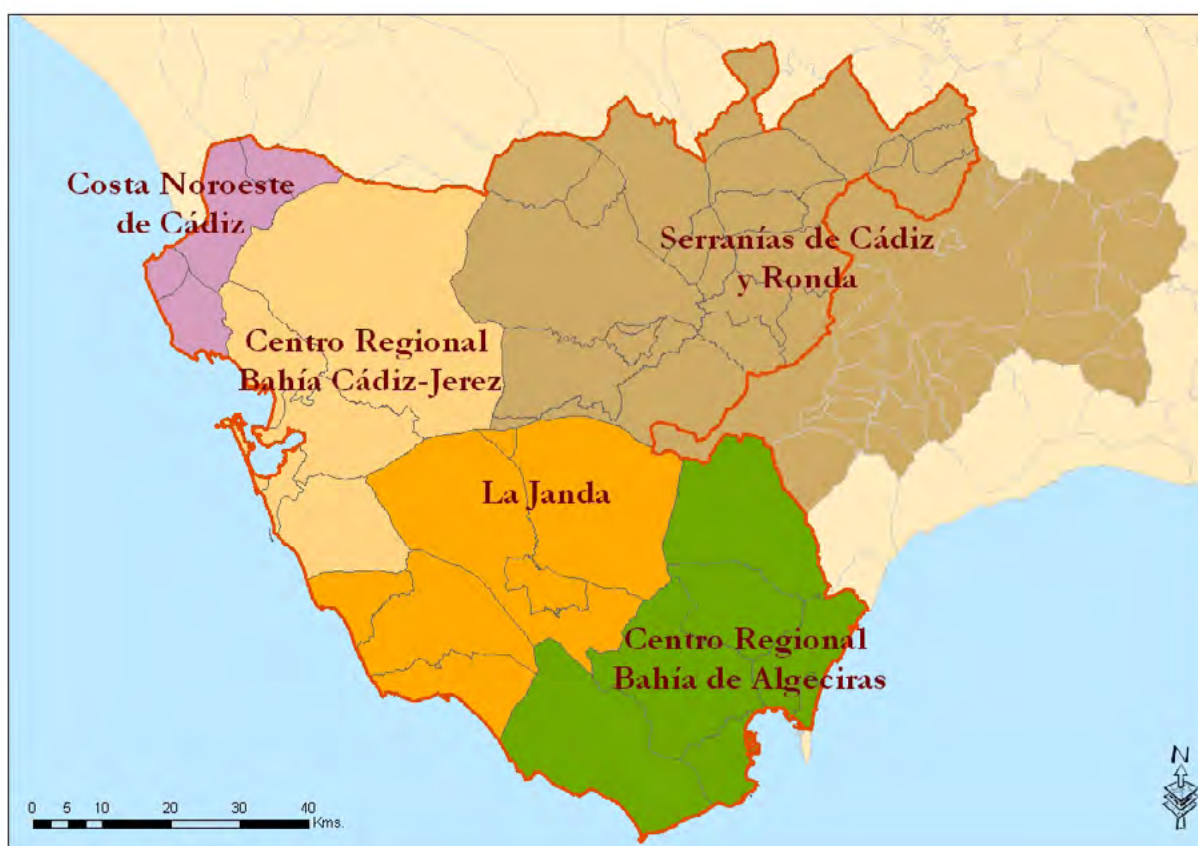 Costa Noroeste
de Cádiz
Serranías de Cádiz
y Ronda
Centro Regional
Bahía Cádiz-Jerez
La Janda
Centro Regional
Bahía de Algeciras
N
0 5 10 20 30 40
Kms.